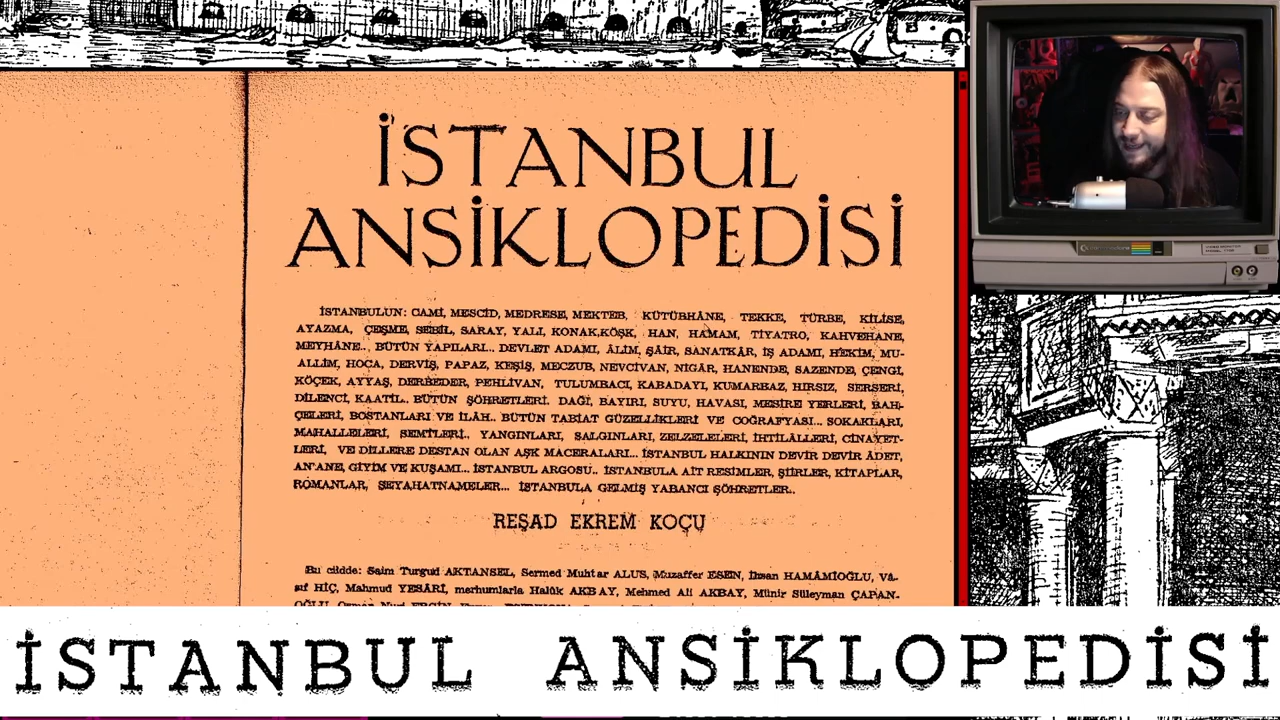 İSTANBUL
ANSİKLOPEDİSİ
İSTANBULUN: CAMİ, MESCİD, MEDRESE, MEKTEB, KÜTÜBHÂNE, TEKKE, TÜRBE, KİLİSE,
AYAZMA, ÇEŞME, SEBİL, SARAY, YALI, KONAK,KÖŞK, HAN, HAMAM, TİYATRO, KAHVEHANE,
MEYHÂNE.. BÜTÜN YAPILARI.. DEVLET ADAMI, ÂLİM, ŞÂİR, SANATKÂR, İŞ ADAMI, HEKİM, MU-
ALLİM, HOCA, DERVİŞ, PAPAZ, KEŞİŞ, MECZUB, NEVCİVAN, NİGÂR, HANENDE, SAZENDE, ÇENGİ,
KÖÇEK, AYYAŞ, DERBEDER, PEHLİVAN, TULUMBACI, KABADAYI, KUMARBAZ, HIRSIZ, SERSERİ,
DİLENCİ, KAATİL.. BÜTÜN ŞÖHRETLERİ. DAĞI, BAYIRI, SUYU, HAVASI, MESİRE YERLERİ, BAH-
ÇELERİ, BOSTANLARI VE İLÂH.. BÜTÜN TABİAT GÜZELLİKLERİ VE COĞRAFYASI... SOKAKLARI,
MAHALLELERİ, SEMTLERİ.. YANGINLARI, SALGINLARI, ZELZELELERİ, İHTİLÂLLERİ, CİNAYET-
LERİ, VE DİLLERE DESTAN OLAN AŞK MACERALARI... İSTANBUL HALKININ DEVİR DEVİR ÂDET,
AN'ANE, GİYİM VE KUŞAMI... İSTANBUL ARGOSU.. İSTANBULA AİT RESİMLER, ŞİİRLER, KİTAPLAR,
ROMANLAR, SEYAHATNAMELER... İSTANBULA GELMİŞ YABANCI ŞÖHRETLER..
REŞAD EKREM KOÇU
Bu cildde: Saim Turgud AKTANSEL, Sermed Muhtar ALUS, Muzaffer ESEN, İhsan HAMÂMİOĞLU, Vâ-
sıf HİÇ, Mahmud YESÂRİ, merhumlarla Halûk AKBAY, Mehmed Ali AKBAY, Münir Süleyman ÇAPAN-
İSTANBUL ANSİKLOPEDİSİ